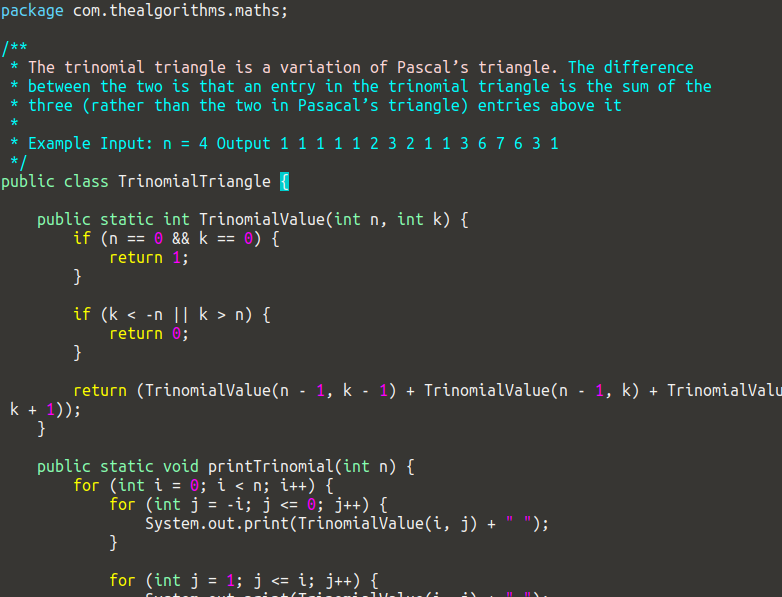 package com.thealgorithms.maths;

/**
 * The trinomial triangle is a variation of Pascal’s triangle. The difference
 * between the two is that an entry in the trinomial triangle is the sum of the
 * three (rather than the two in Pasacal’s triangle) entries above it
 *
 * Example Input: n = 4 Output 1 1 1 1 1 2 3 2 1 1 3 6 7 6 3 1
 */
public class TrinomialTriangle {

    public static int TrinomialValue(int n, int k) {
        if (n == 0 && k == 0) {
            return 1;
        }

        if (k < -n || k > n) {
            return 0;
        }

        return (TrinomialValue(n - 1, k - 1) + TrinomialValue(n - 1, k) + TrinomialValu
 k + 1));
    }

    public static void printTrinomial(int n) {
        for (int i = 0; i < n; i++) {
            for (int j = -i; j <= 0; j++) {
                System.out.print(TrinomialValue(i, j) + " ");
            }

            for (int j = 1; j <= i; j++) {